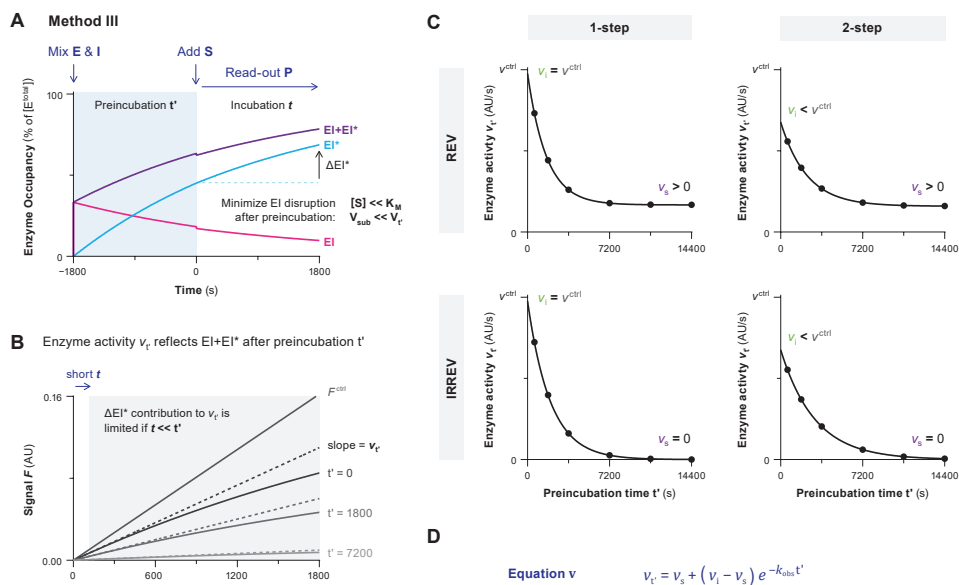 A Method III
Mix E & I
Add S
Read-out P
Preincubation t'
Incubation t
100
0
Enzyme Occupancy (% of [E^total])
EI+EI*
EI*
ΔEI*
Minimize EI disruption
after preincubation:
[S] << K_M
V_sub << V_t'
EI
−1800
0
1800
Time (s)
B Enzyme activity v_t' reflects EI+EI* after preincubation t'
short t
ΔEI* contribution to v_t' is
limited if t << t'
0.16
0.00
Signal F (AU)
F^ctrl
slope = v_t'
t' = 0
t' = 1800
t' = 7200
0 600 1200 1800
Time (s)
C
1-step
2-step
REV
v^ctrl
v_i = v^ctrl
v_s > 0
Enzyme activity v_t' (AU/s)
0
0 7200 14400
v^ctrl
v_i < v^ctrl
v_s > 0
Enzyme activity v_t' (AU/s)
0
0 7200 14400
IRREV
v^ctrl
v_i = v^ctrl
v_s = 0
Enzyme activty v_t' (AU/s)
0
0 7200 14400
Preincubation time t' (s)
v^ctrl
v_i < v^ctrl
v_s = 0
Enzyme activty v_t' (AU/s)
0
0 7200 14400
Preincubation time t' (s)
D
Equation v
v_t' = v_s + (v_i − v_s) e^−k_obs t'